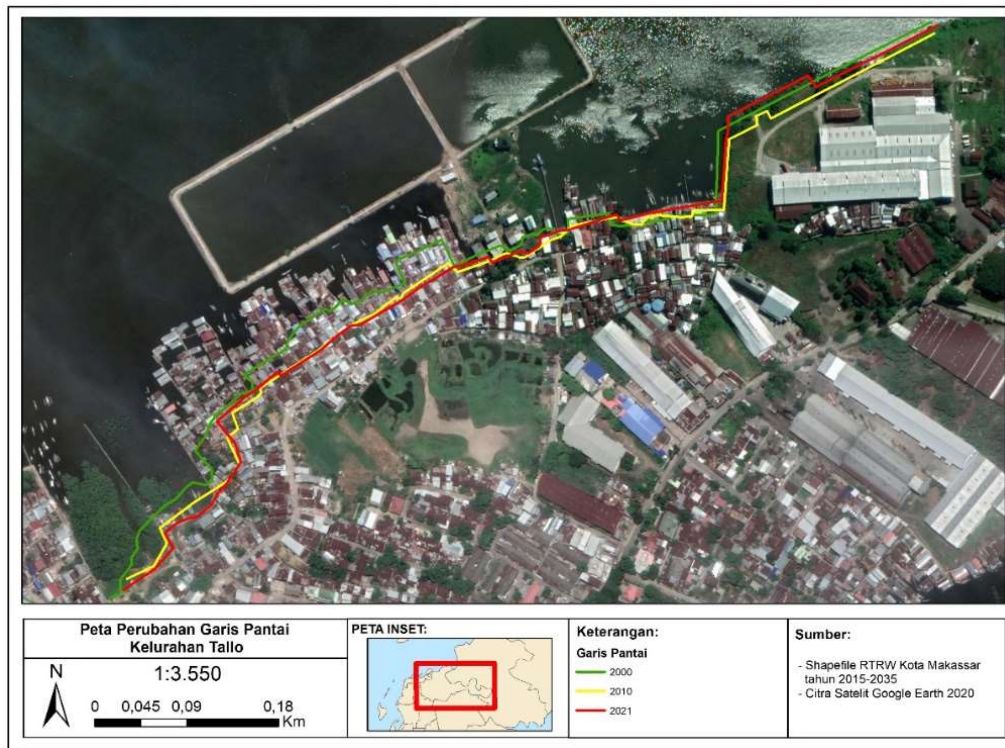 Peta Perubahan Garis Pantai
Kelurahan Tallo
1:3.550
N
0 0,045 0,09 0,18
Km
PETA INSET:
Keterangan:
Garis Pantai
2000
2010
2021
Sumber:
- Shapefile RTRW Kota Makassar
tahun 2015-2035
- Citra Satelit Google Earth 2020